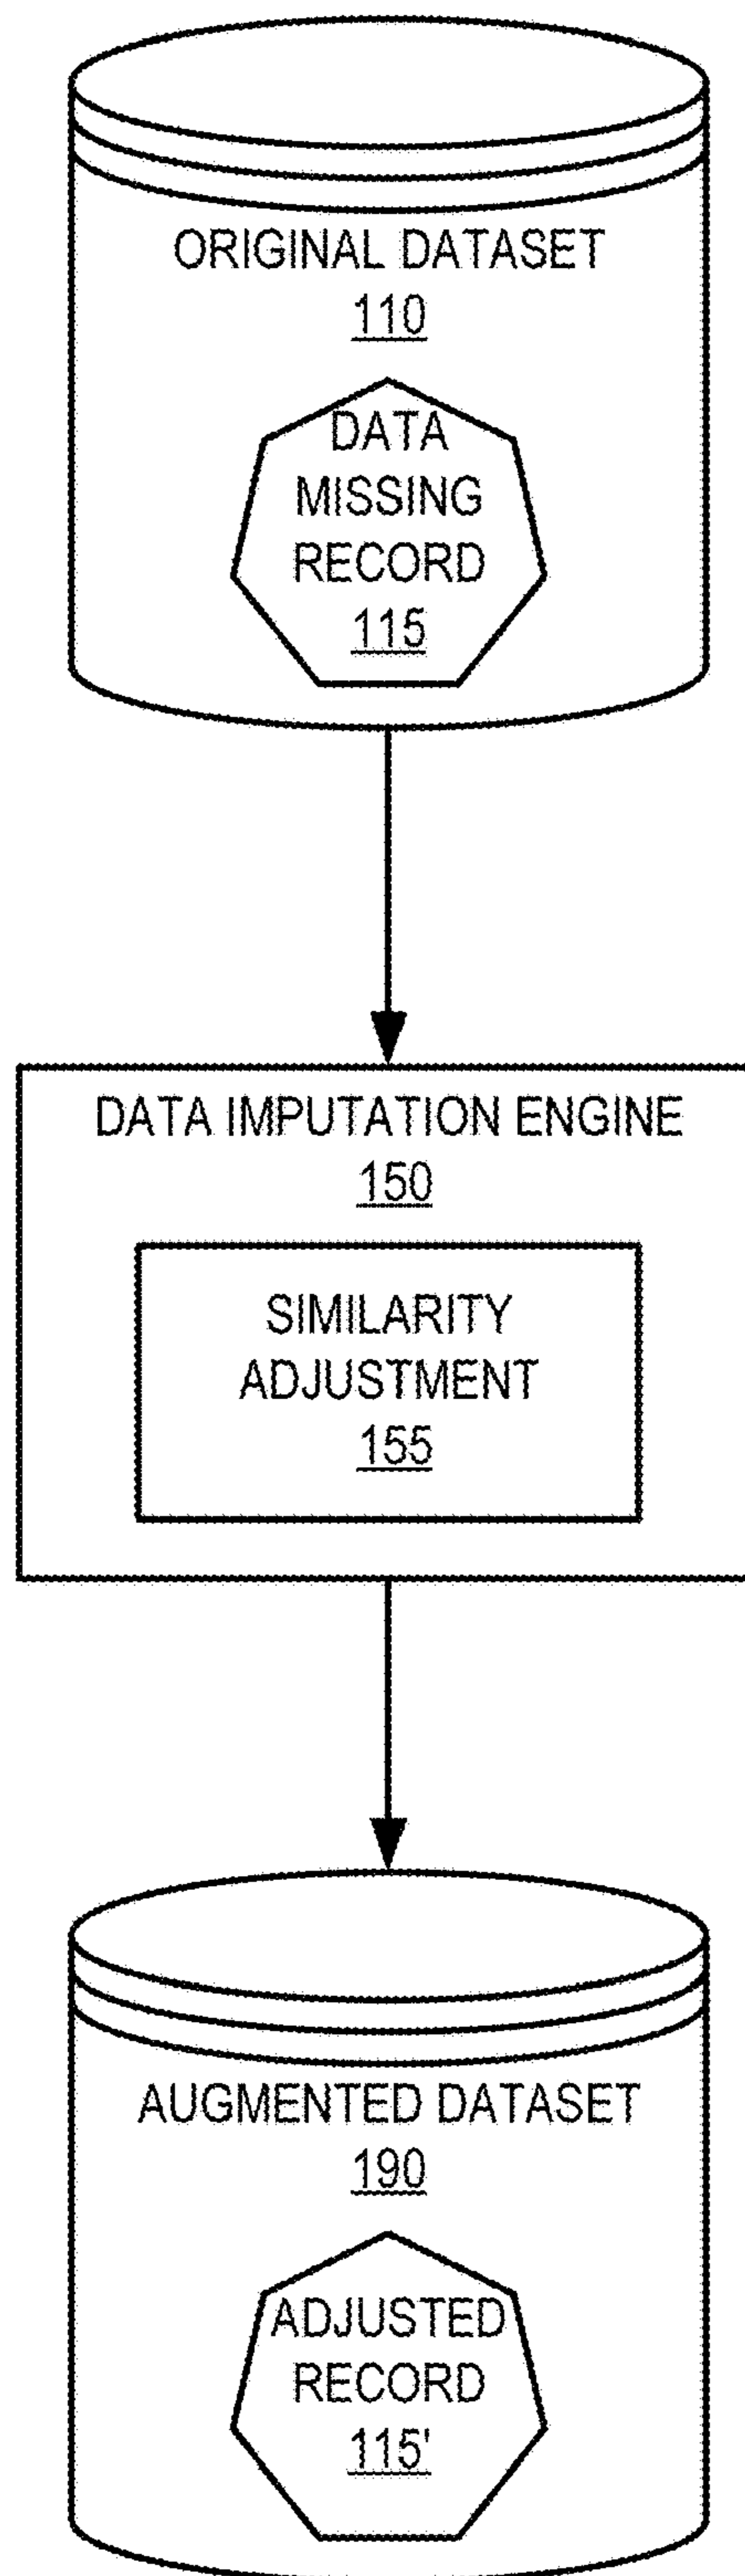 ORIGINAL DATASET
110
DATA
MISSING
RECORD
115
DATA IMPUTATION ENGINE
150
SIMILARITY
ADJUSTMENT
155
AUGMENTED DATASET
190
ADJUSTED
RECORD
115'